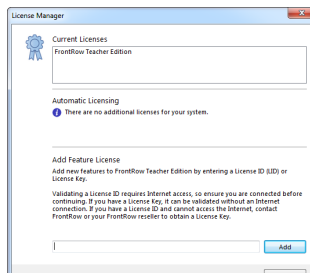 License Manager
Current Licenses
FrontRow Teacher Edition
Automatic Licensing
There are no additional licenses for your system.
Add Feature License
Add new features to FrontRow Teacher Edition by entering a License ID (LID) or
License Key.
Validating a License ID requires Internet access, so ensure you are connected before
continuing. If you have a License Key, it can be validated without an Internet
connection. If you have a License ID and cannot access the Internet, contact
FrontRow or your FrontRow reseller to obtain a License Key.
Add